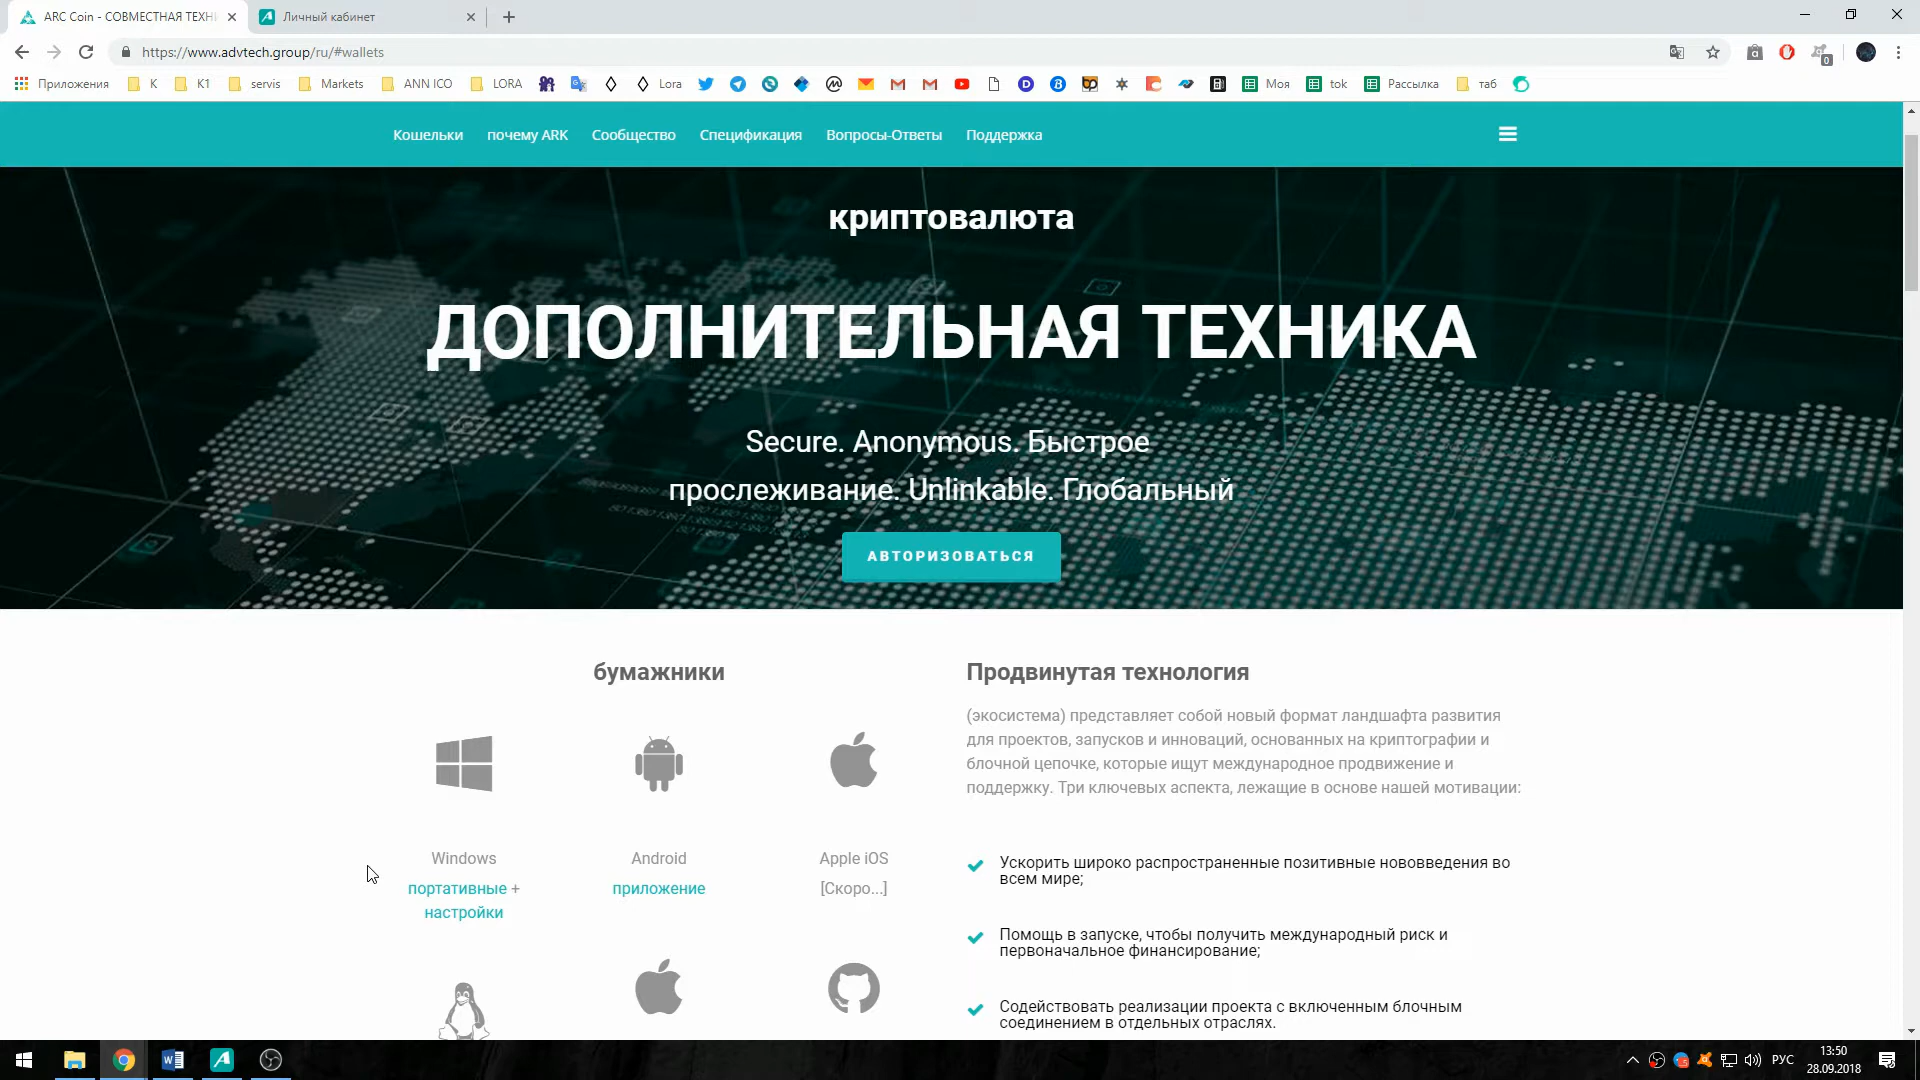 ARC Coin - СОВМЕСТНАЯ ТЕХН
Личный кабинет
https://www.advtech.group/ru/#wallets
0
Приложения
K
K1
servis
Markets
ANN ICO
LORA
Lora
Моя
tok
Рассылка
таб
Кошельки
почему ARK
Сообщество
Спецификация
Вопросы-Ответы
Поддержка
криптовалюта
ДОПОЛНИТЕЛЬНАЯ ТЕХНИКА
Secure. Anonymous. Быстрое
прослеживание. Unlinkable. Глобальный
АВТОРИЗОВАТЬСЯ
бумажники
Windows
портативные +
настройки
Android
приложение
Apple iOS
[Скоро...]
Продвинутая технология
(экосистема) представляет собой новый формат ландшафта развития
для проектов, запусков и инноваций, основанных на криптографии и
блочной цепочке, которые ищут международное продвижение и
поддержку. Три ключевых аспекта, лежащие в основе нашей мотивации:
Ускорить широко распространенные позитивные нововведения во
всем мире;
Помощь в запуске, чтобы получить международный риск и
первоначальное финансирование;
Содействовать реализации проекта с включенным блочным
соединением в отдельных отраслях.
РУС
13:50
28.09.2018